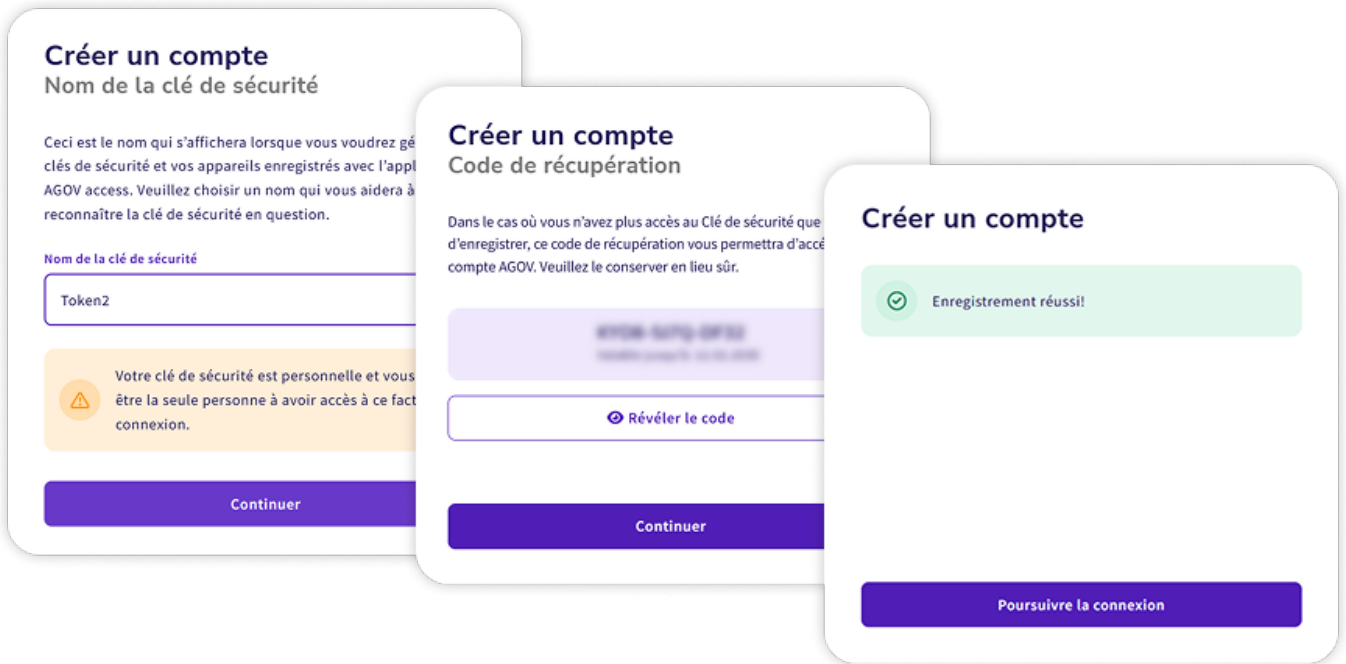 Créer un compte
Nom de la clé de sécurité
Ceci est le nom qui s’affichera lorsque vous voudrez gé
clés de sécurité et vos appareils enregistrés avec l’appl
AGOV access. Veuillez choisir un nom qui vous aidera à
reconnaître la clé de sécurité en question.
Nom de la clé de sécurité
Token2
Votre clé de sécurité est personnelle et vous
être la seule personne à avoir accès à ce fact
connexion.
Continuer
Créer un compte
Code de récupération
Dans le cas où vous n’avez plus accès au Clé de sécurité que
d’enregistrer, ce code de récupération vous permettra d’accé
compte AGOV. Veuillez le conserver en lieu sûr.
Révéler le code
Continuer
Créer un compte
Enregistrement réussi!
Poursuivre la connexion